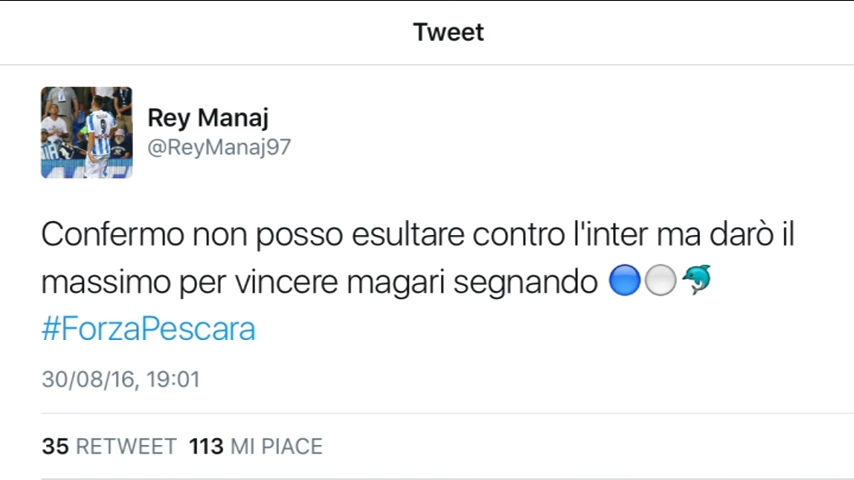 Tweet
Rey Manaj
@ReyManaj97
Confermo non posso esultare contro l'inter ma darò il
massimo per vincere magari segnando 🔵⚪🐬
#ForzaPescara
30/08/16, 19:01
35 RETWEET 113 MI PIACE